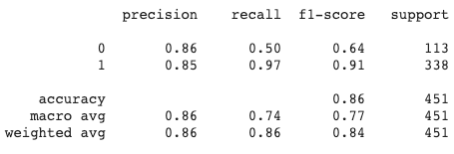 precision recall f1-score support
0 0.86 0.50 0.64 113
1 0.85 0.97 0.91 338
accuracy 0.86 451
macro avg 0.86 0.74 0.77 451
weighted avg 0.86 0.86 0.84 451